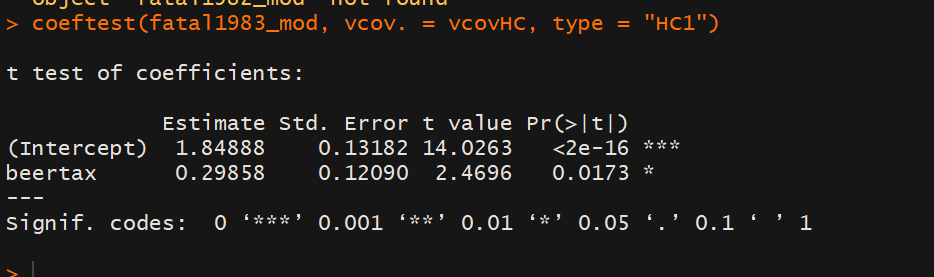 object 'fatal1982_mod' not found
> coeftest(fatal1983_mod, vcov. = vcovHC, type = "HC1")
t test of coefficients:
Estimate Std. Error t value Pr(>|t|)
(Intercept) 1.84888 0.13182 14.0263 <2e-16 ***
beertax 0.29858 0.12090 2.4696 0.0173 *
---
Signif. codes: 0 ‘***’ 0.001 ‘**’ 0.01 ‘*’ 0.05 ‘.’ 0.1 ‘ ’ 1
>